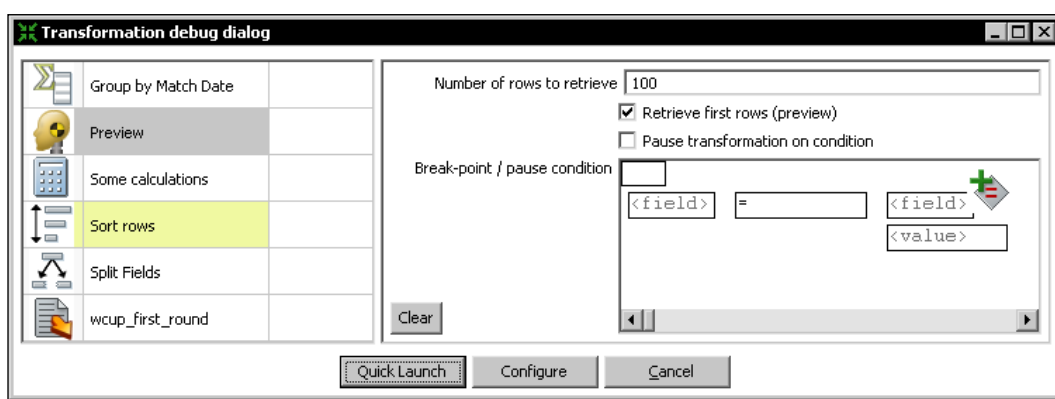 Transformation debug dialog
Group by Match Date
Preview
Some calculations
Sort rows
Split Fields
wcup_first_round
Number of rows to retrieve 100
Retrieve first rows (preview)
Pause transformation on condition
Break-point / pause condition
<field> = <field>
<value>
Clear
Quick Launch Configure Cancel